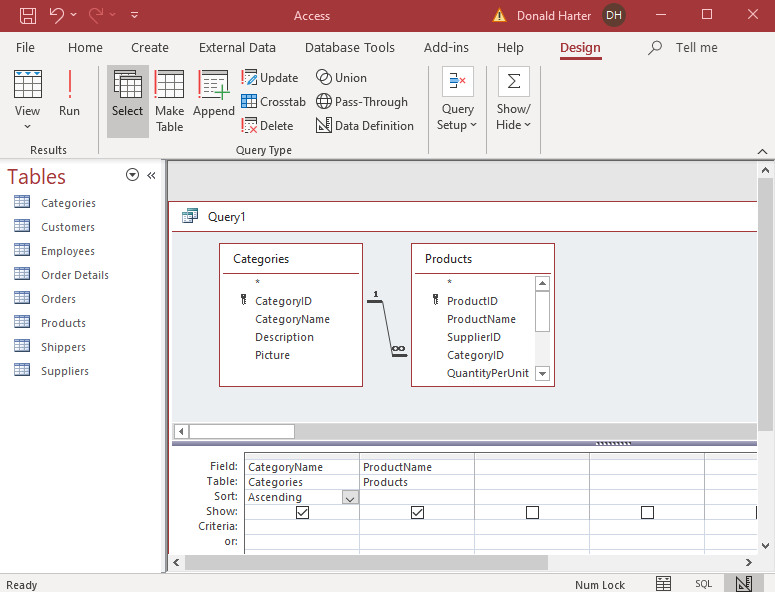 Access
Donald Harter
DH
File Home Create External Data Database Tools Add-ins Help Design Tell me
View Run
Select Make Table Append
Update Crosstab Delete
Union Pass-Through Data Definition
Query Setup
Show/ Hide
Results Query Type
Tables
Categories
Customers
Employees
Order Details
Orders
Products
Shippers
Suppliers
Query1
Categories
*
CategoryID
CategoryName
Description
Picture
1
∞
Products
*
ProductID
ProductName
SupplierID
CategoryID
QuantityPerUnit
Field: CategoryName ProductName
Table: Categories Products
Sort: Ascending
Show:
Criteria:
or:
Ready Num Lock SQL